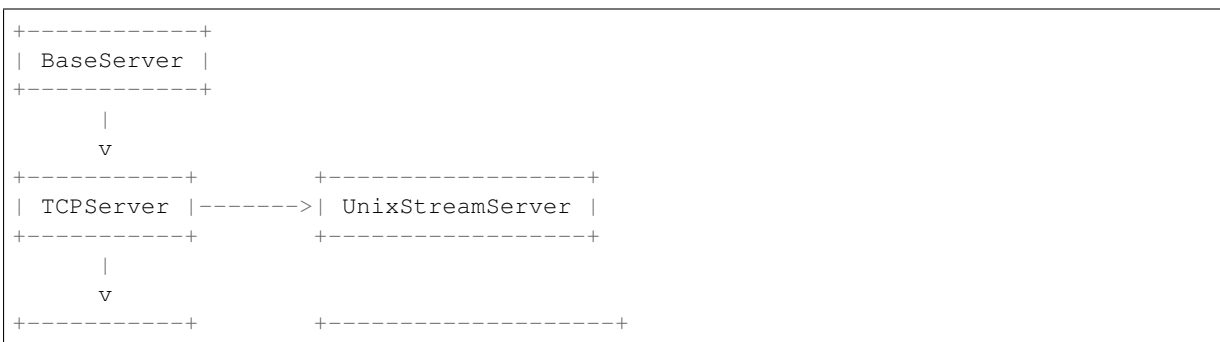 +------------+
| BaseServer |
+------------+
      |
      v
+-----------+        +------------------+
| TCPServer |------->| UnixStreamServer |
+-----------+        +------------------+
      |
      v
+-----------+        +--------------------+